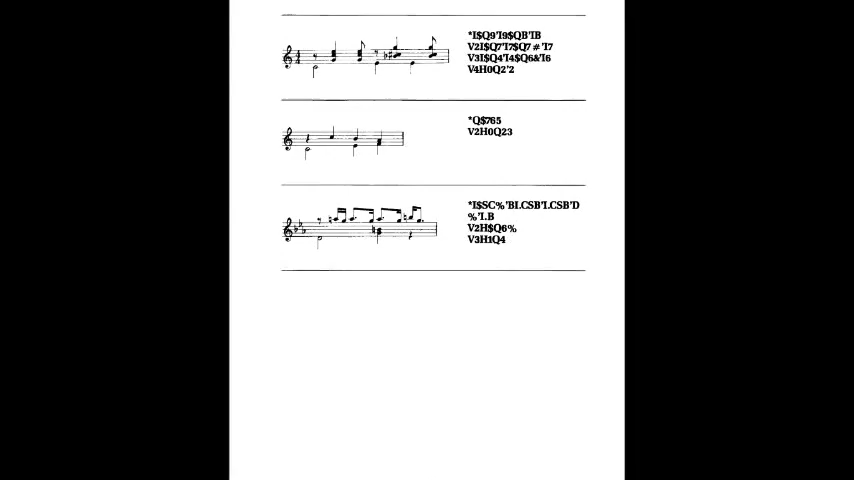 *I$Q9'I9$QB'IB
V2I$Q7'I7$Q7#'I7
V3I$Q4'I4$Q6&'I6
V4H0Q2'2
*Q$765
V2H0Q23
*I$SC%'BI.CSB'I.CSB'D
%'I.B
V2H$Q6%
V3H1Q4